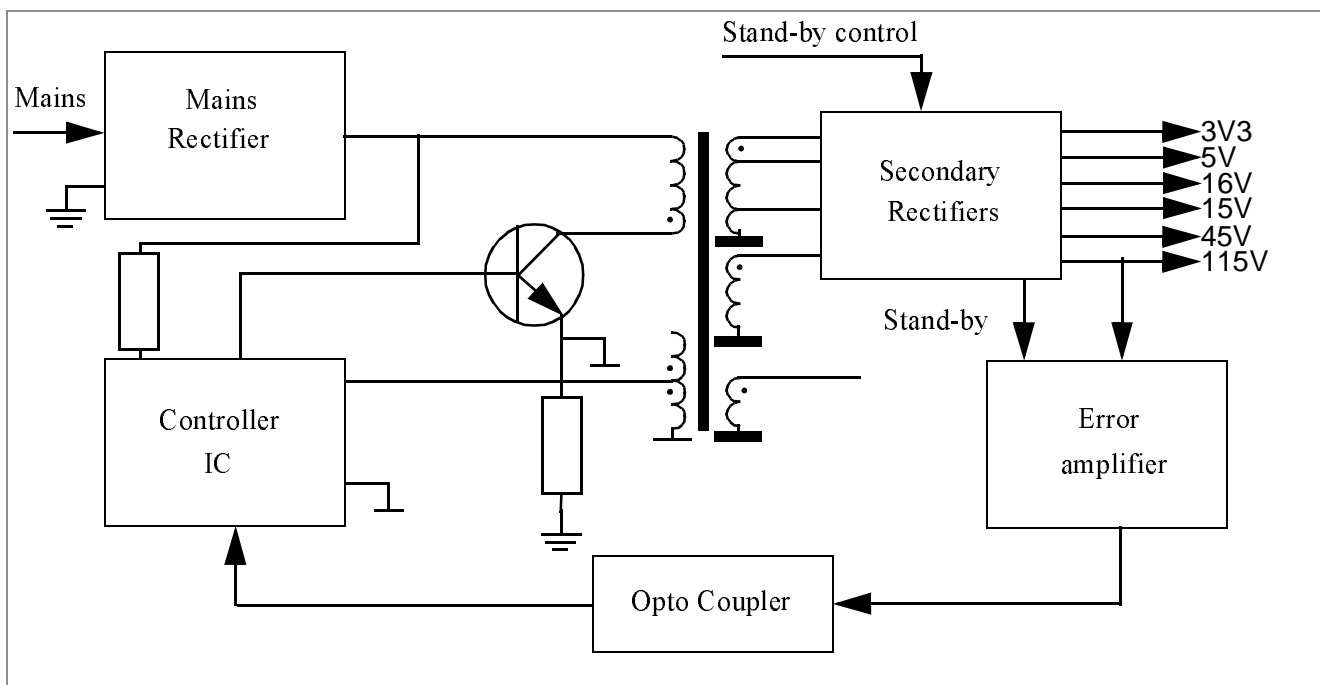 Stand-by control
Mains
Mains
Rectifier
Secondary
Rectifiers
3V3
5V
16V
15V
45V
115V
Stand-by
Controller
IC
Error
amplifier
Opto Coupler